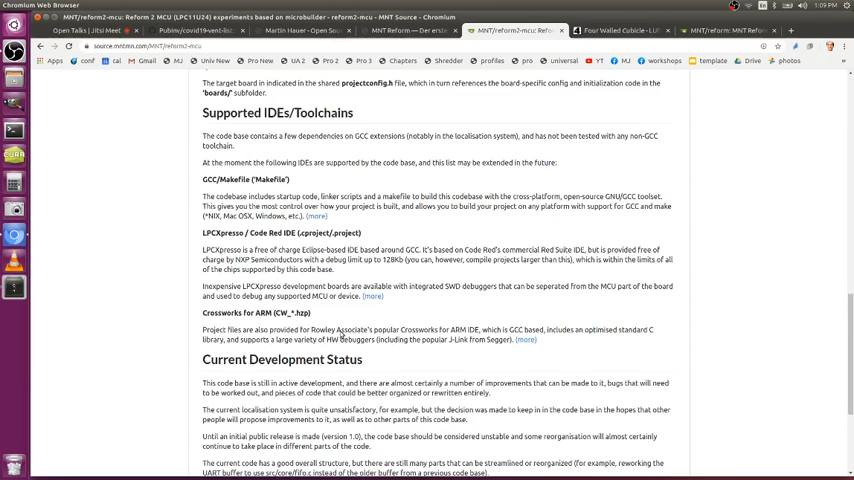 MNT/reform2-mcu: Reform 2 MCU (LPC11U24) experiments based on microbuilder - reform2-mcu - MNT Source - Chromium
Chromium Web Browser
En
1:09 PM
Open Talks | Jitsi Meet
Pubinv/covid19-vent-list:
Martin Hauer - Open Sour
MNT Reform — Der erste
MNT/reform2-mcu: Reform
Four Walled Cubicle - LUF
MNT/reform: MNT Reform
source.mntmn.com/MNT/reform2-mcu
Apps conf cal Gmail MJ Univ Now Pro Now UA 2 Pro 2 Pro 3 Chapters Shredder profiles pro universal YT MJ workshops template Drive photos
The target board in indicated in the shared projectconfig.h file, which in turn references the board-specific config and initialization code in the
'boards/' subfolder.
Supported IDEs/Toolchains
The code base contains a few dependencies on GCC extensions (notably in the localisation system), and has not been tested with any non-GCC
toolchain.
At the moment the following IDEs are supported by the code base, and this list may be extended in the future:
GCC/Makefile ('Makefile')
The codebase includes startup code, linker scripts and a makefile to build this codebase with the cross-platform, open-source GNU/GCC toolset.
This gives you the most control over how your project is built, and allows you to build your project on any platform with support for GCC and make
(*NIX, Mac OSX, Windows, etc.). (more)
LPCXpresso / Code Red IDE (.cproject/.project)
LPCXpresso is a free of charge Eclipse-based IDE based around GCC. It's based on Code Red's commercial Red Suite IDE, but is provided free of
charge by NXP Semiconductors with a debug limit up to 128Kb (you can, however, compile projects larger than this), which is within the limits of all
of the chips supported by this code base.
Inexpensive LPCXpresso development boards are available with integrated SWD debuggers that can be seperated from the MCU part of the board
and used to debug any supported MCU or device. (more)
Crossworks for ARM (CW_*.hzp)
Project files are also provided for Rowley Associate's popular Crossworks for ARM IDE, which is GCC based, includes an optimised standard C
library, and supports a large variety of HW debuggers (including the popular J-Link from Segger). (more)
Current Development Status
This code base is still in active development, and there are almost certainly a number of improvements that can be made to it, bugs that will need
to be worked out, and pieces of code that could be better organized or rewritten entirely.
The current localisation system is quite unsatisfactory, for example, but the decision was made to keep in in the code base in the hopes that other
people will propose improvements to it, as well as to other parts of this code base.
Until an initial public release is made (version 1.0), the code base should be considered unstable and some reorganisation will almost certainly
continue to take place in different parts of the code.
The current code has a good overall structure, but there are still many parts that can be streamlined or reorganized (for example, reworking the
UART buffer to use src/core/fifo.c instead of the older buffer from a previous code base).